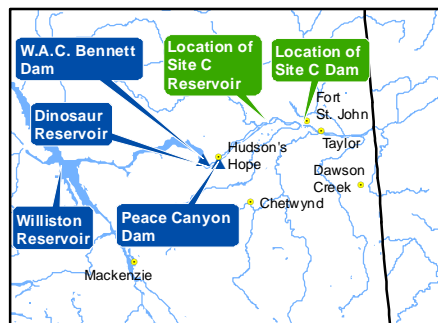 W.A.C. Bennett
Dam
Location of
Site C
Reservoir
Location of
Site C Dam
Dinosaur
Reservoir
Fort
St. John
Taylor
Hudson's
Hope
Dawson
Creek
Williston
Reservoir
Peace Canyon
Dam
Chetwynd
Mackenzie